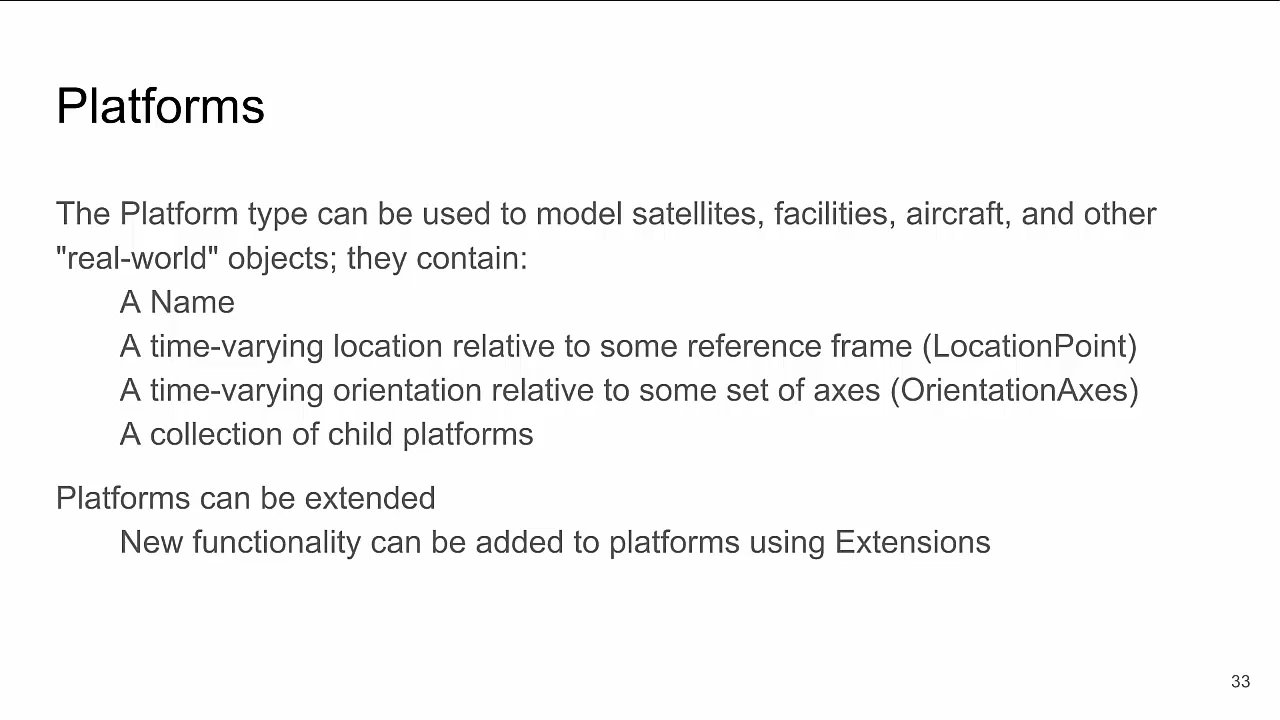 Platforms
The Platform type can be used to model satellites, facilities, aircraft, and other
"real-world" objects; they contain:
A Name
A time-varying location relative to some reference frame (LocationPoint)
A time-varying orientation relative to some set of axes (OrientationAxes)
A collection of child platforms
Platforms can be extended
New functionality can be added to platforms using Extensions
33